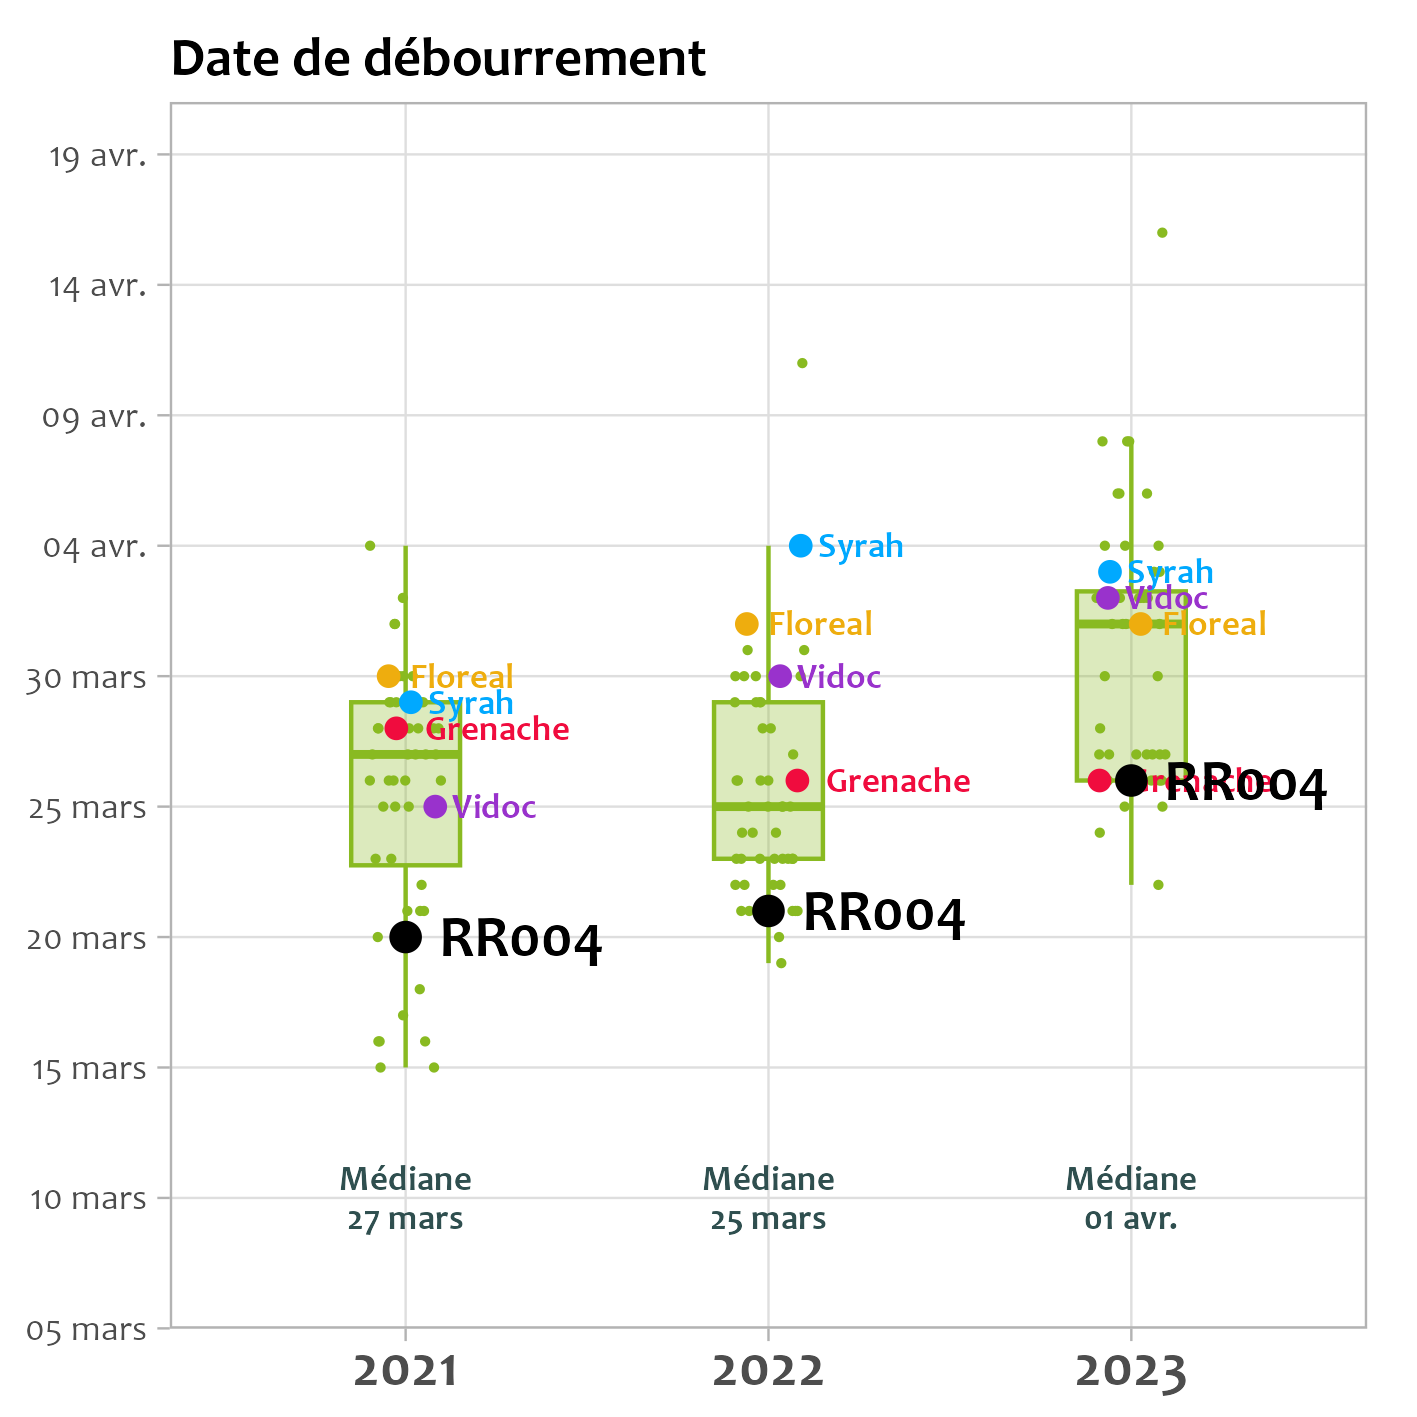 Date de débourrement
19 avr.
14 avr.
09 avr.
04 avr.
30 mars
25 mars
20 mars
15 mars
10 mars
05 mars
Floreal
Syrah
Grenache
Vidoc
RR004
Médiane
27 mars
Syrah
Floreal
Vidoc
Grenache
RR004
Médiane
25 mars
Syrah
Vidoc
Floreal
Grenache
RR004
Médiane
01 avr.
2021
2022
2023